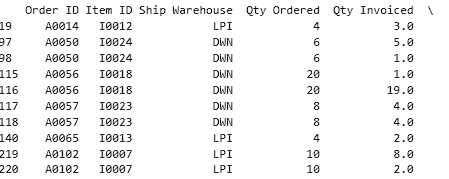 Order ID Item ID Ship Warehouse Qty Ordered Qty Invoiced \
19 A0014 I0012 LPI 4 3.0
97 A0050 I0024 DWN 6 5.0
98 A0050 I0024 DWN 6 1.0
115 A0056 I0018 DWN 20 1.0
116 A0056 I0018 DWN 20 19.0
117 A0057 I0023 DWN 8 4.0
118 A0057 I0023 DWN 8 4.0
140 A0065 I0013 LPI 4 2.0
219 A0102 I0007 LPI 10 8.0
220 A0102 I0007 LPI 10 2.0